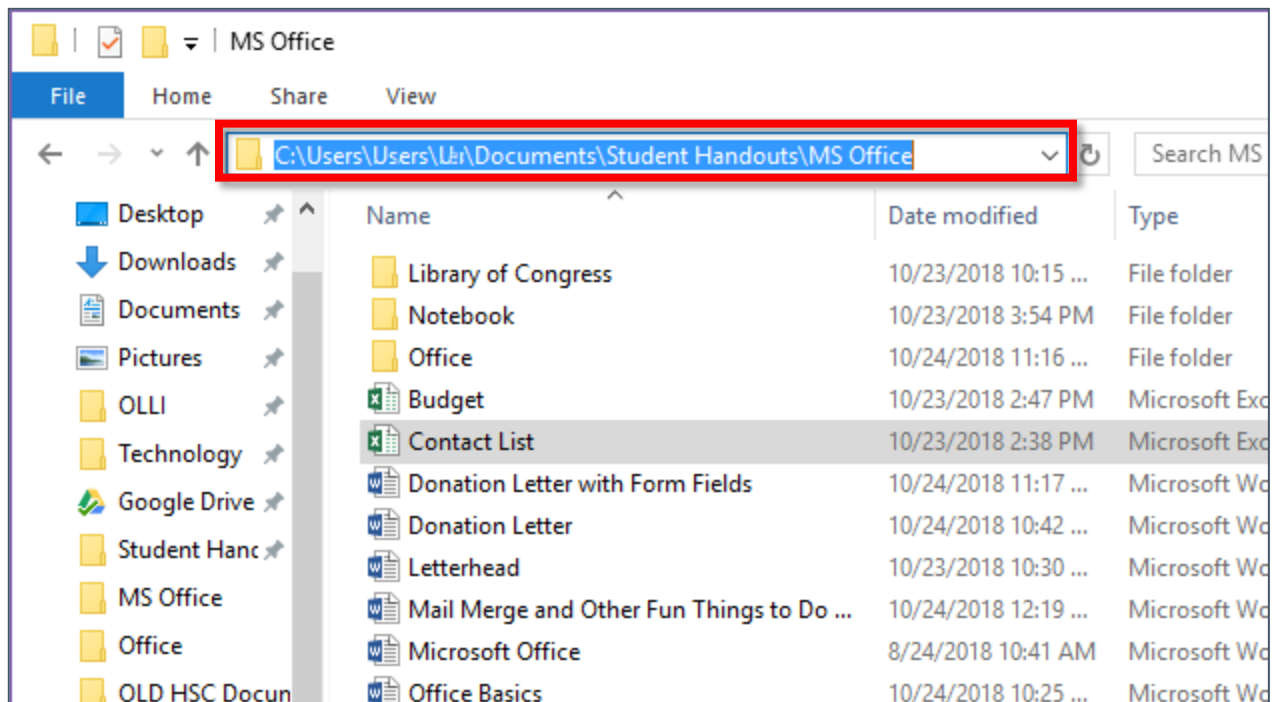 MS Office
File Home Share View
C:\Users\Users\\Documents\Student Handouts\MS Office Search MS
Desktop Name Date modified Type
Downloads Library of Congress 10/23/2018 10:15 ... File folder
Documents Notebook 10/23/2018 3:54 PM File folder
Pictures Office 10/24/2018 11:16 ... File folder
OLLI Budget 10/23/2018 2:47 PM Microsoft Exc
Technology Contact List 10/23/2018 2:38 PM Microsoft Exc
Google Drive Donation Letter with Form Fields 10/24/2018 11:17 ... Microsoft Wo
Student Hanc Donation Letter 10/24/2018 10:42 ... Microsoft Wo
MS Office Letterhead 10/23/2018 10:30 ... Microsoft Wo
Office Mail Merge and Other Fun Things to Do ... 10/24/2018 12:19 ... Microsoft Wo
Microsoft Office 8/24/2018 10:41 AM Microsoft Wo
OLD HSC Docun Office Basics 10/24/2018 10:25 ... Microsoft Wo